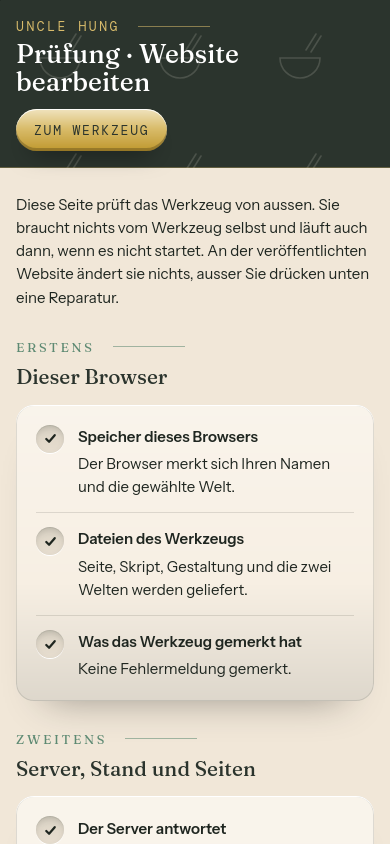 UNCLE HUNG
Prüfung · Website
bearbeiten
ZUM WERKZEUG
Diese Seite prüft das Werkzeug von aussen. Sie
braucht nichts vom Werkzeug selbst und läuft auch
dann, wenn es nicht startet. An der veröffentlichten
Website ändert sie nichts, ausser Sie drücken unten
eine Reparatur.
ERSTENS
Dieser Browser
Speicher dieses Browsers
Der Browser merkt sich Ihren Namen
und die gewählte Welt.
Dateien des Werkzeugs
Seite, Skript, Gestaltung und die zwei
Welten werden geliefert.
Was das Werkzeug gemerkt hat
Keine Fehlermeldung gemerkt.
ZWEITENS
Server, Stand und Seiten
Der Server antwortet